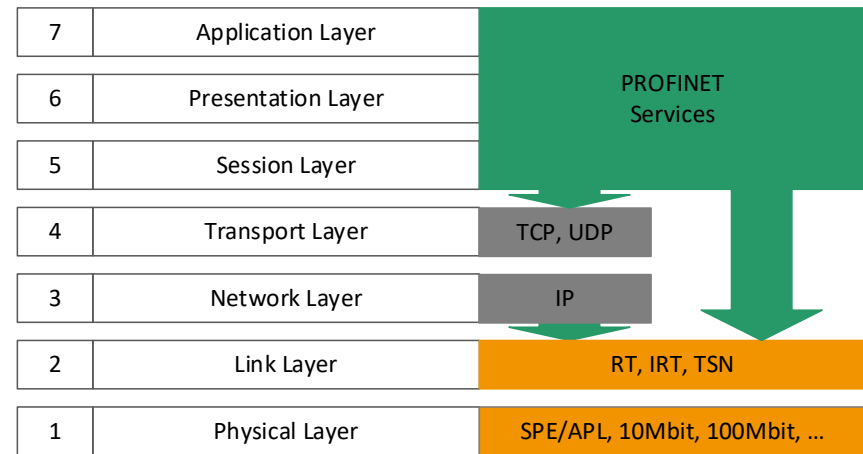 7 Application Layer
PROFINET
Services
6 Presentation Layer
5 Session Layer
4 Transport Layer TCP, UDP
3 Network Layer IP
2 Link Layer RT, IRT, TSN
1 Physical Layer SPE/APL, 10Mbit, 100Mbit, …